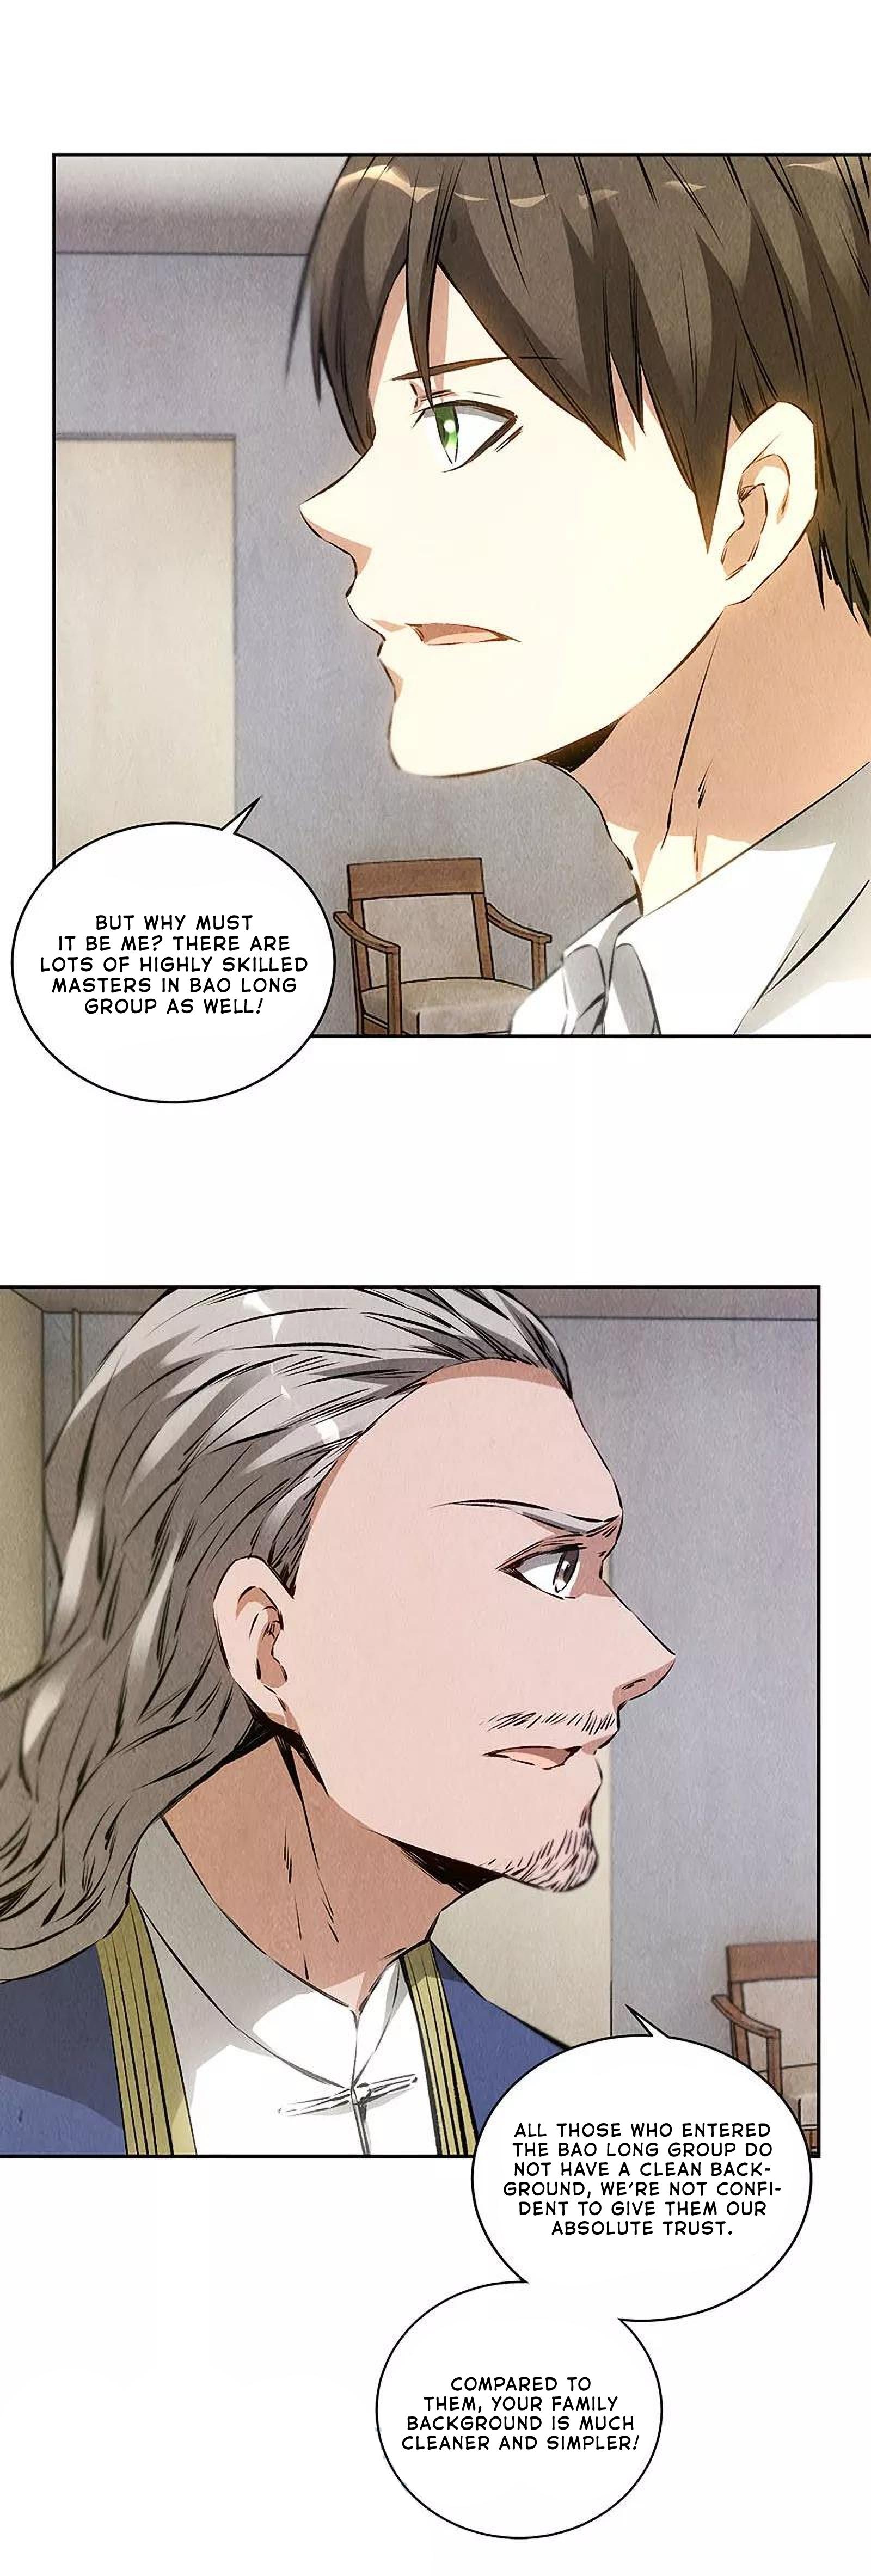 BUT WHY MUST
IT BE ME? THERE ARE
LOTS OF HIGHLY SKILLED
MASTERS IN BAO LONG
GROUP AS WELL!
ALL THOSE WHO ENTERED
THE BAO LONG GROUP DO
NOT HAVE A CLEAN BACK-
GROUND, WE'RE NOT CONFI-
DENT TO GIVE THEM OUR
ABSOLUTE TRUST.
COMPARED TO
THEM, YOUR FAMILY
BACKGROUND IS MUCH
CLEANER AND SIMPLER!